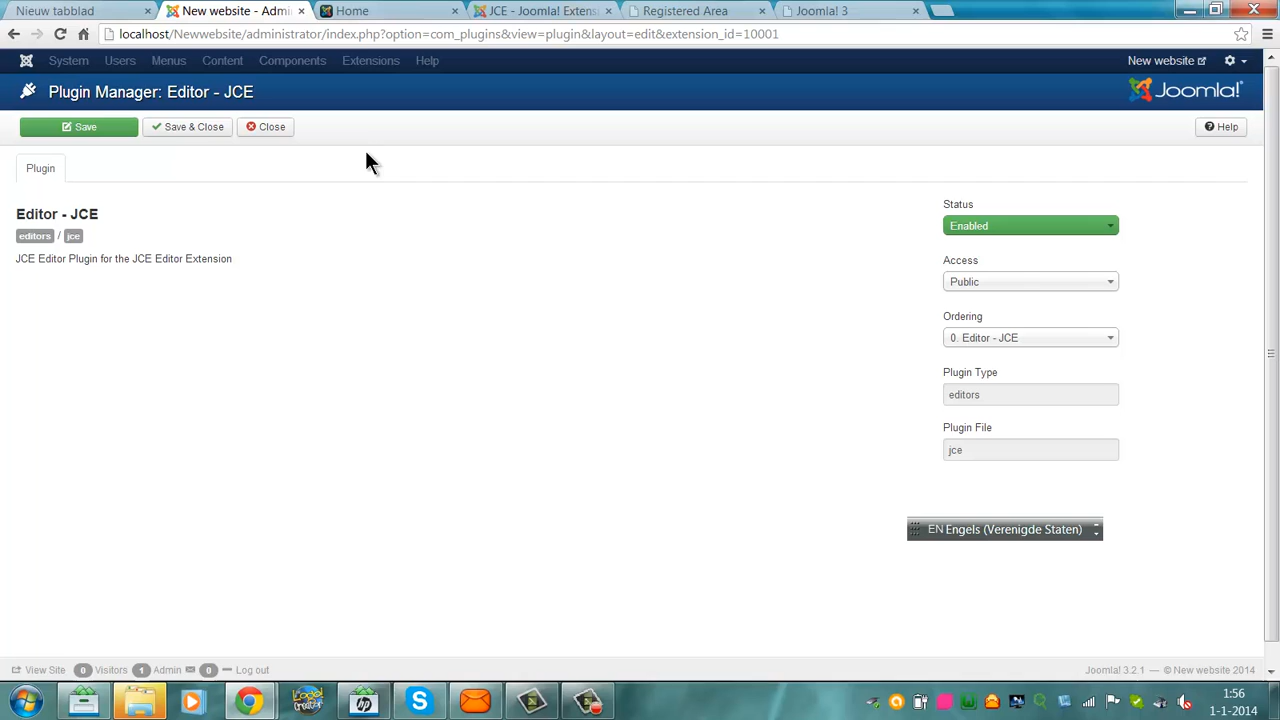 Nieuw tabblad
New website - Admi
Home
JCE - Joomla! Extens
Registered Area
Joomla! 3
localhost/Newwebsite/administrator/index.php?option=com_plugins&view=plugin&layout=edit&extension_id=10001
System Users Menus Content Components Extensions Help New website
Plugin Manager: Editor - JCE Joomla!
Save Save & Close Close Help
Plugin
Editor - JCE
editors / jce
JCE Editor Plugin for the JCE Editor Extension
Status
Enabled
Access
Public
Ordering
0. Editor - JCE
Plugin Type
editors
Plugin File
jce
EN Engels (Verenigde Staten)
View Site 0 Visitors 1 Admin 0 Log out Joomla! 3.2.1 — © New website 2014
1:56
1-1-2014